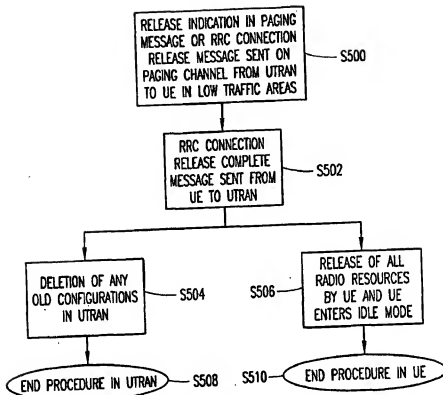 RELEASE INDICATION IN PAGING
MESSAGE OR RRC CONNECTION
RELEASE MESSAGE SENT ON
PAGING CHANNEL FROM UTRAN
TO UE IN LOW TRAFFIC AREAS
S500
RRC CONNECTION
RELEASE COMPLETE
MESSAGE SENT FROM
UE TO UTRAN
S502
DELETION OF ANY
OLD CONFIGURATIONS
IN UTRAN
S504
S506
RELEASE OF ALL
RADIO RESOURCES
BY UE AND UE
ENTERS IDLE MODE
END PROCEDURE IN UTRAN
S508
S510
END PROCEDURE IN UE